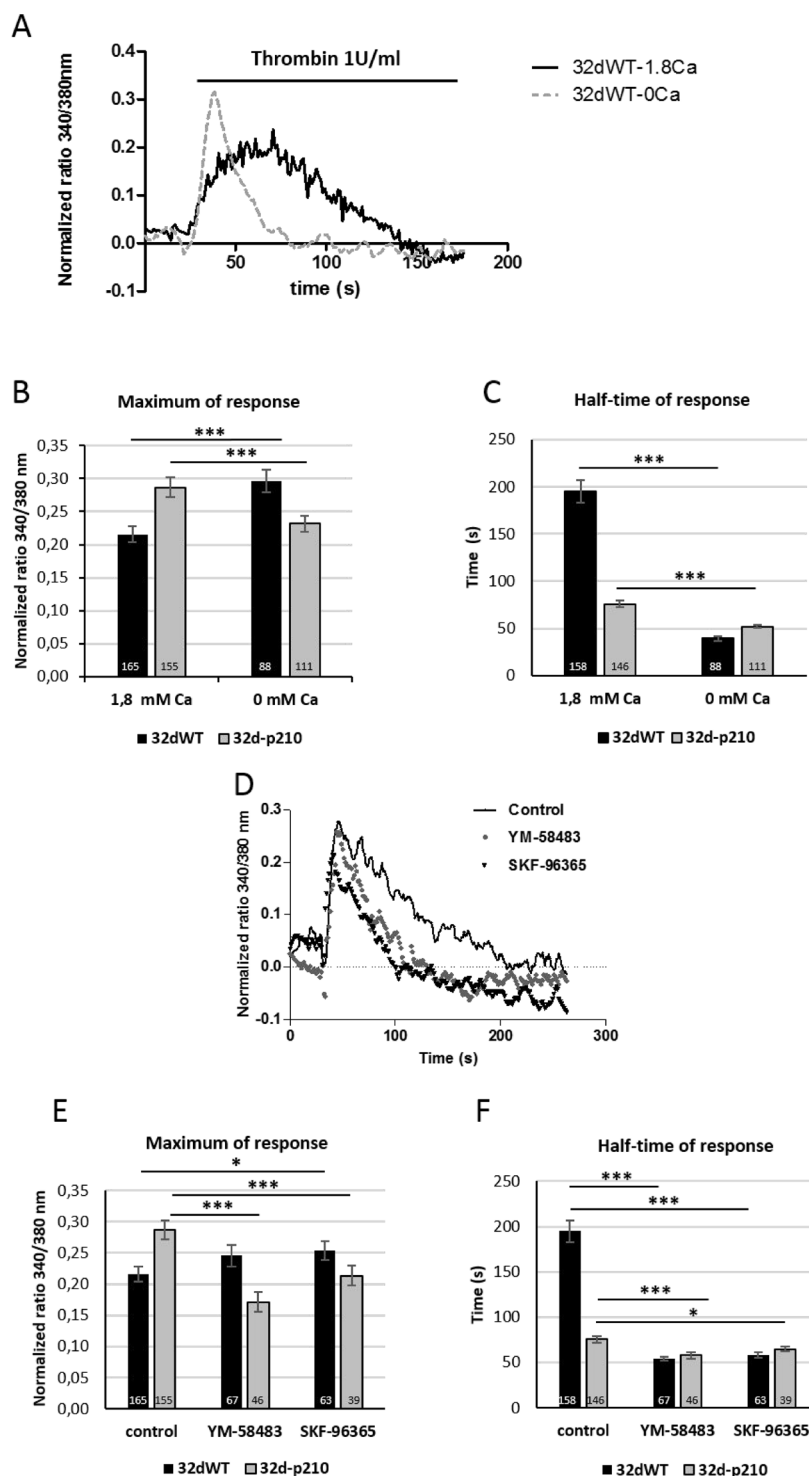 A
Thrombin 1U/ml
32dWT-1.8Ca
32dWT-0Ca
Normalized ratio 340/380nm
0.4
0.3
0.2
0.1
0.0
-0.1
50
100
150
200
time (s)
B
Maximum of response
Normalized ratio 340/380 nm
0,35
0,30
0,25
0,20
0,15
0,10
0,05
0,00
***
***
165
155
88
111
1,8 mM Ca
0 mM Ca
32dWT
32d-p210
C
Half-time of response
Time (s)
250
200
150
100
50
0
***
***
158
146
88
111
1,8 mM Ca
0 mM Ca
32dWT
32d-p210
D
Normalized ratio 340/380 nm
0.3
0.2
0.1
0.0
-0.1
Control
YM-58483
SKF-96365
0
100
200
300
Time (s)
E
Maximum of response
Normalized ratio 340/380 nm
0,35
0,30
0,25
0,20
0,15
0,10
0,05
0,00
*
***
***
165
155
67
46
63
39
control
YM-58483
SKF-96365
32dWT
32d-p210
F
Half-time of response
Time (s)
250
200
150
100
50
0
***
***
***
*
158
146
67
46
63
39
control
YM-58483
SKF-96365
32dWT
32d-p210